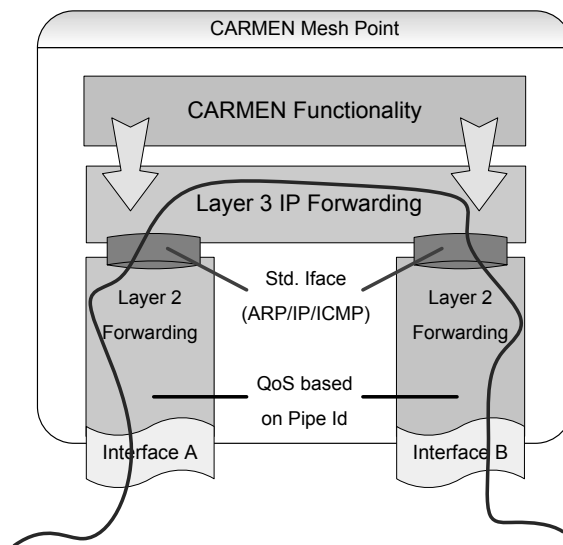 CARMEN Mesh Point
CARMEN Functionality
Layer 3 IP Forwarding
Std. Iface
(ARP/IP/ICMP)
Layer 2
Forwarding
Layer 2
Forwarding
QoS based
on Pipe Id
Interface A
Interface B